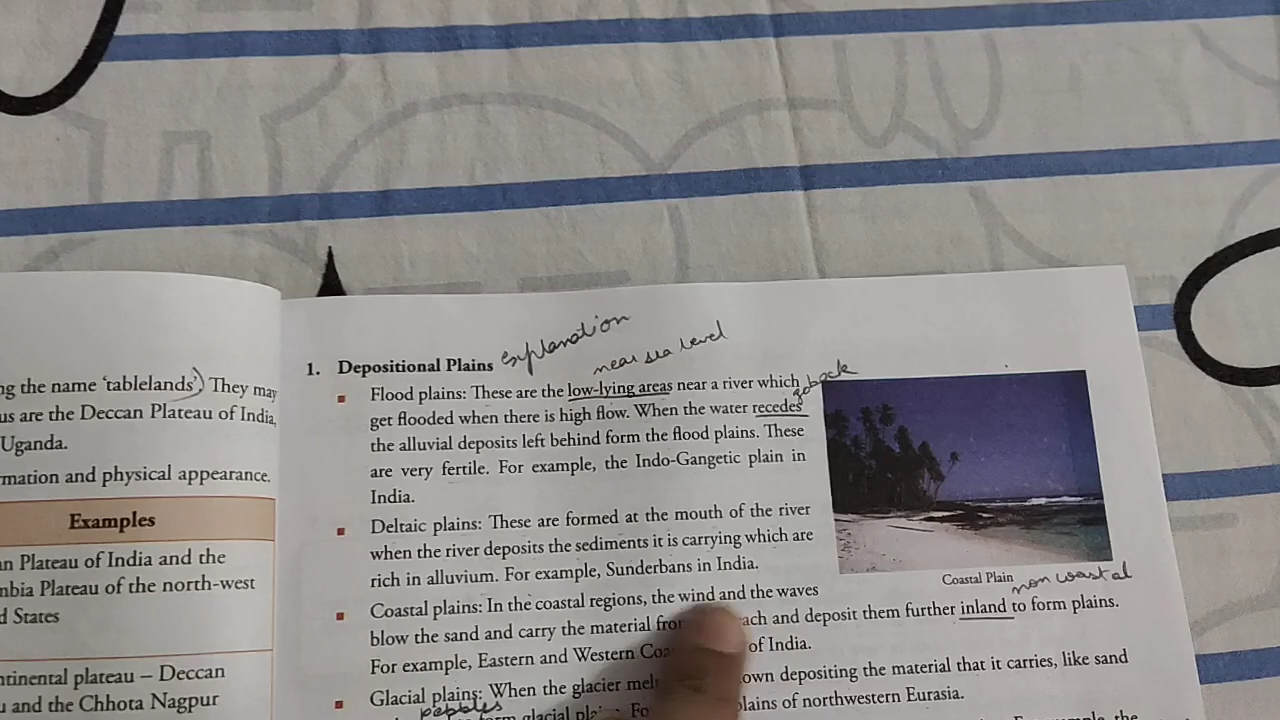 ng the name 'tablelands') They may
us are the Deccan Plateau of India,
Uganda.
rmation and physical appearance.
Examples
an Plateau of India and the
mbia Plateau of the north-west
d States
ntinental plateau – Deccan
u and the Chhota Nagpur
1. Depositional Plains explanation
near sea level
Flood plains: These are the low-lying areas near a river which
go back
get flooded when there is high flow. When the water recedes
the alluvial deposits left behind form the flood plains. These
are very fertile. For example, the Indo-Gangetic plain in
India.
Deltaic plains: These are formed at the mouth of the river
when the river deposits the sediments it is carrying which are
rich in alluvium. For example, Sunderbans in India.
Coastal Plain
non coastal
Coastal plains: In the coastal regions, the wind and the waves
blow the sand and carry the material and deposit them further inland to form plains.
For example, Eastern and Western of India.
Glacial plains: When the glacier depositing the material that it carries, like sand
pebbles
form glacial plains of northwestern Eurasia.